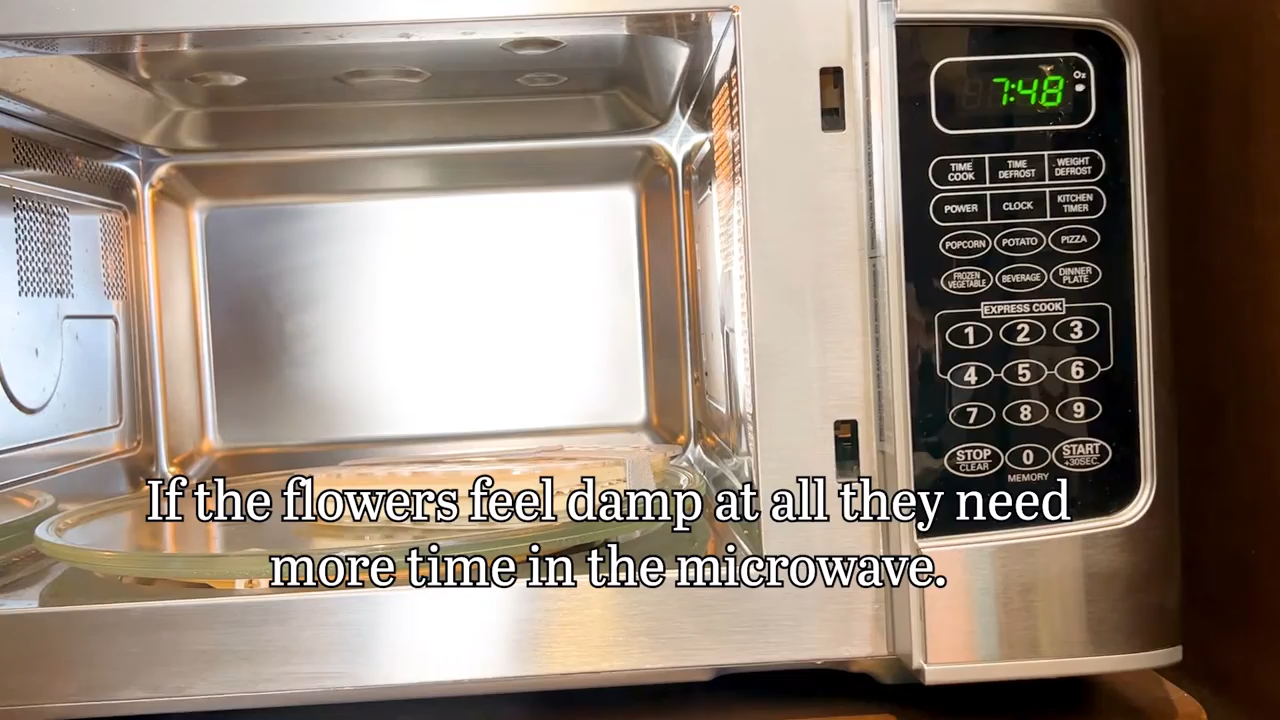 7:48
Oz
TIME COOK
TIME DEFROST
WEIGHT DEFROST
POWER
CLOCK
KITCHEN TIMER
POPCORN
POTATO
PIZZA
FROZEN VEGETABLE
BEVERAGE
DINNER PLATE
EXPRESS COOK
1 2 3
4 5 6
7 8 9
STOP CLEAR
0
MEMORY
START +30SEC.
If the flowers feel damp at all they need
more time in the microwave.